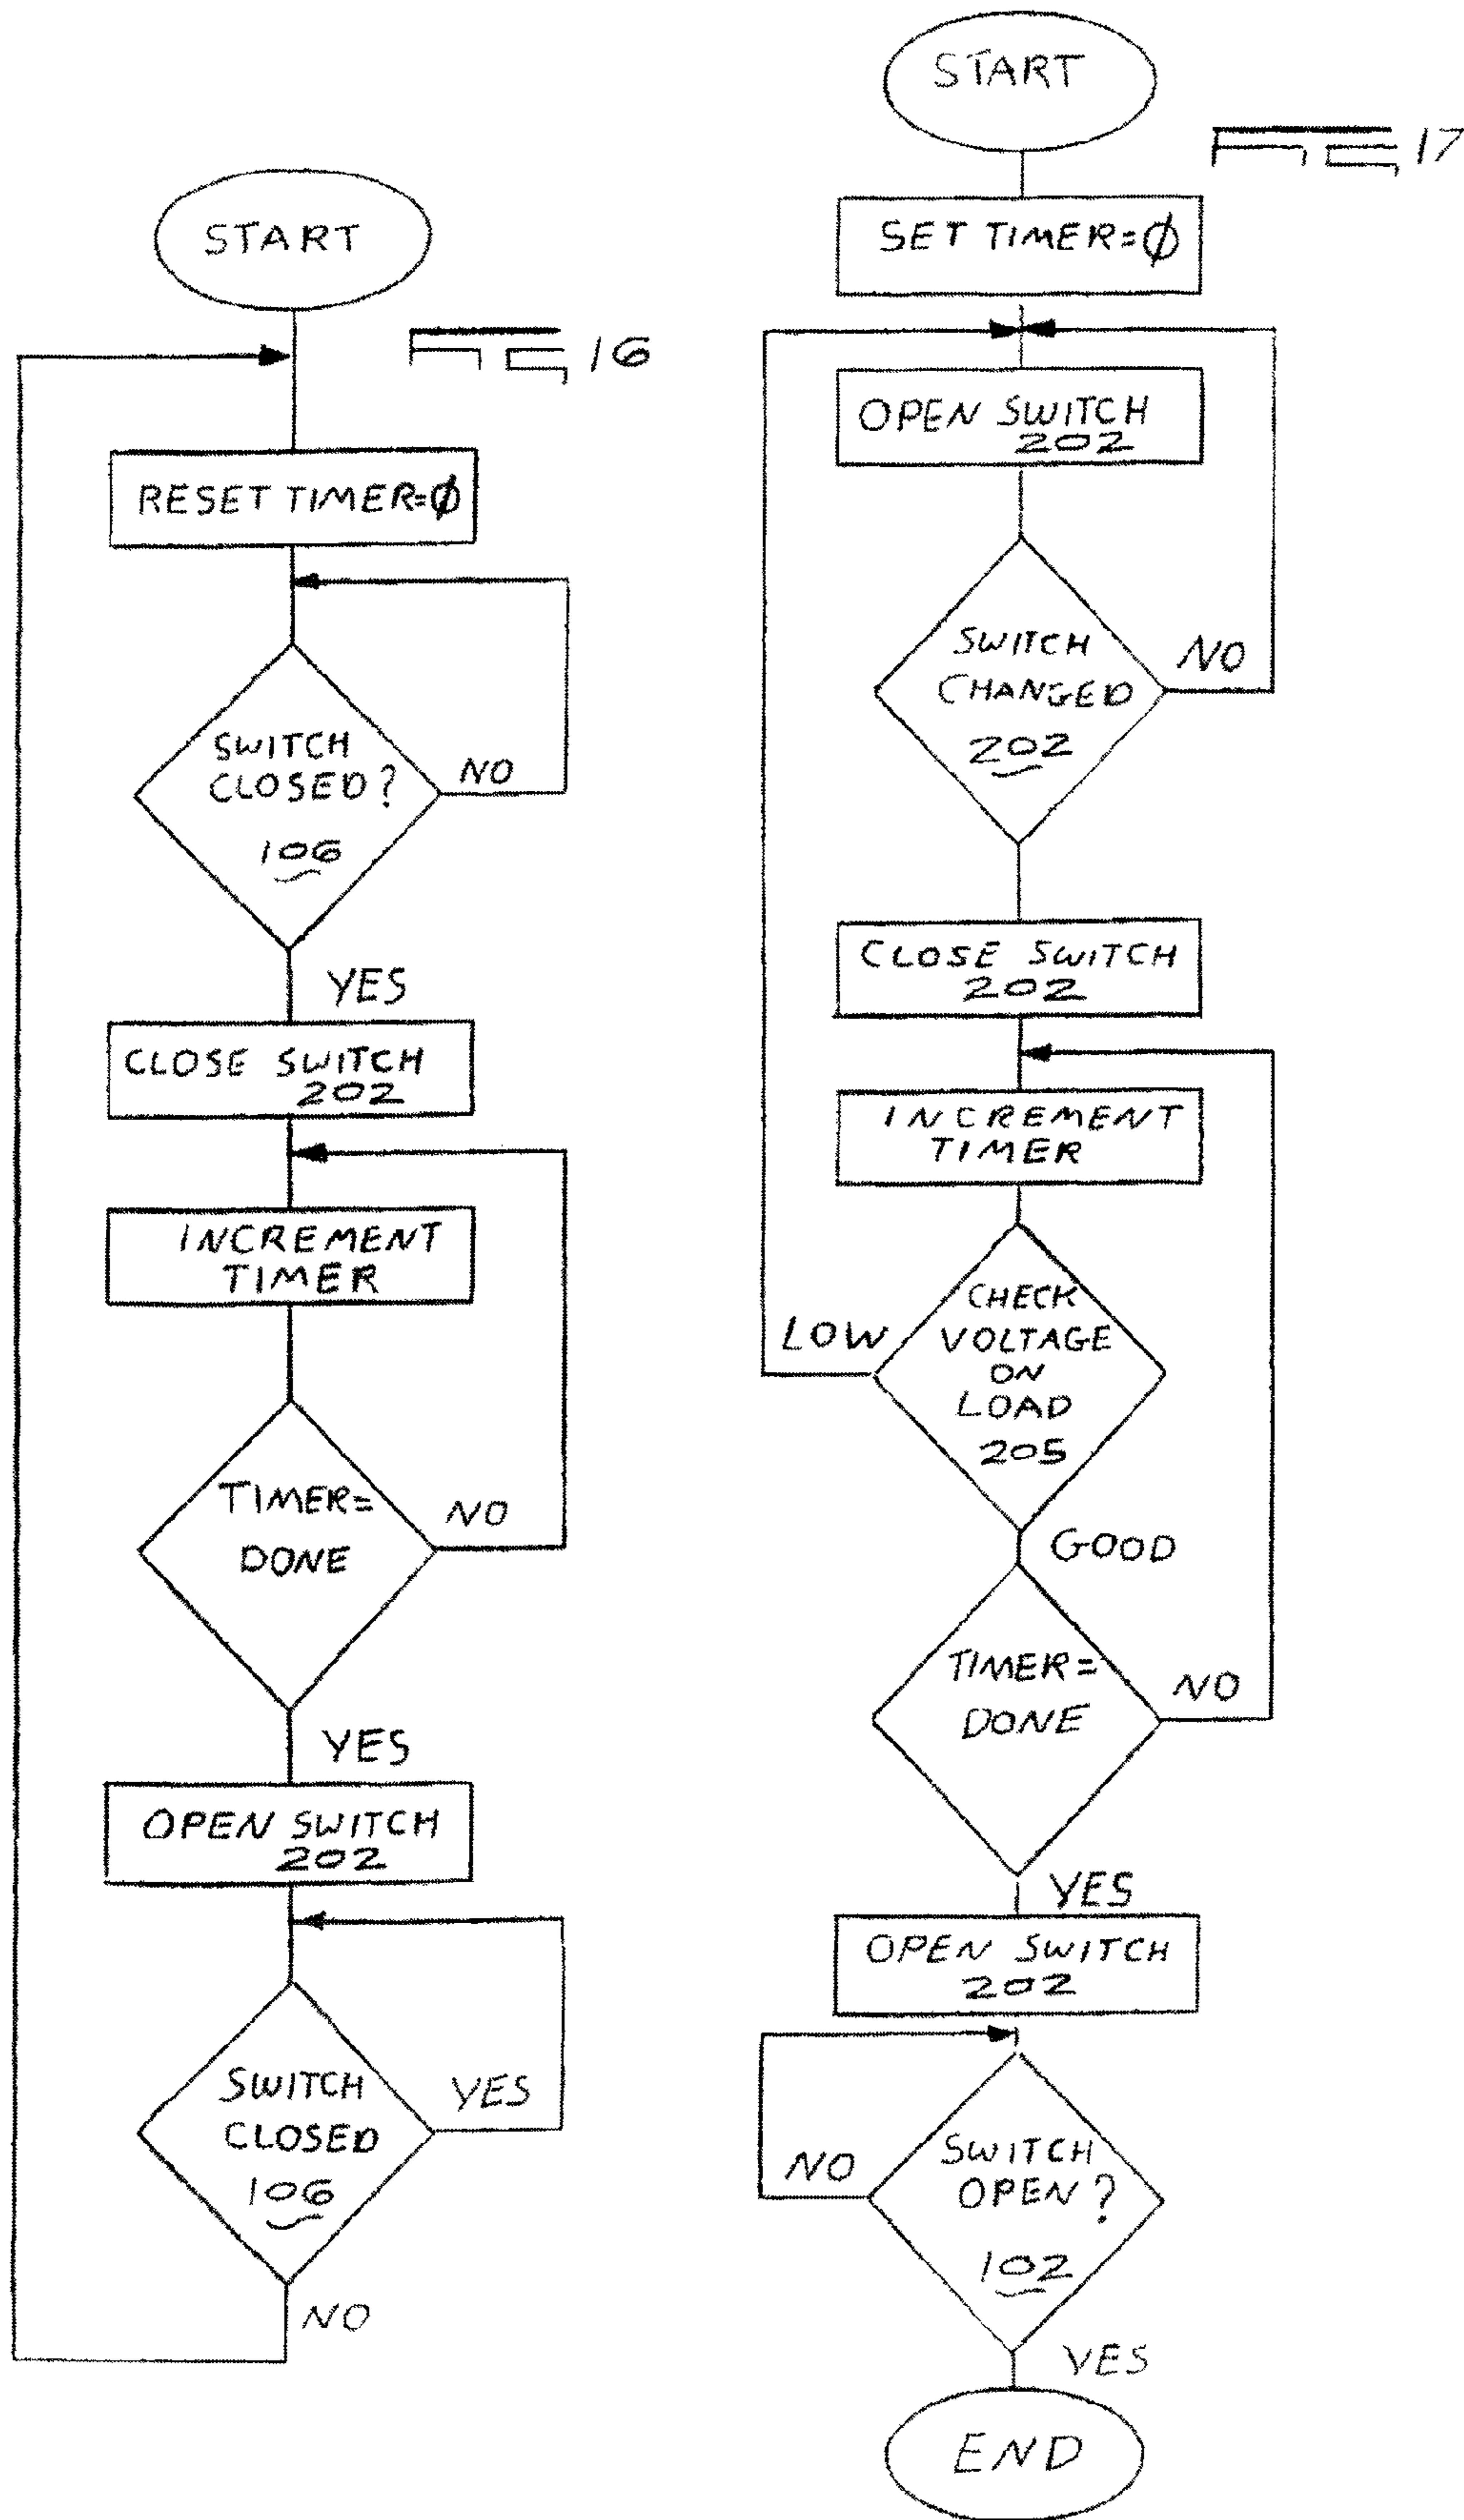 START
16
RESET TIMER=Ø
SWITCH
CLOSED?
NO
106
YES
CLOSE SWITCH
202
INCREMENT
TIMER
TIMER=
DONE
NO
YES
OPEN SWITCH
202
SWITCH
CLOSED
YES
106
NO
START
17
SET TIMER=Ø
OPEN SWITCH
202
SWITCH
CHANGED
NO
202
CLOSE SWITCH
202
INCREMENT
TIMER
CHECK
VOLTAGE
ON
LOAD
205
LOW
GOOD
TIMER=
DONE
NO
YES
OPEN SWITCH
202
SWITCH
OPEN?
NO
102
YES
END